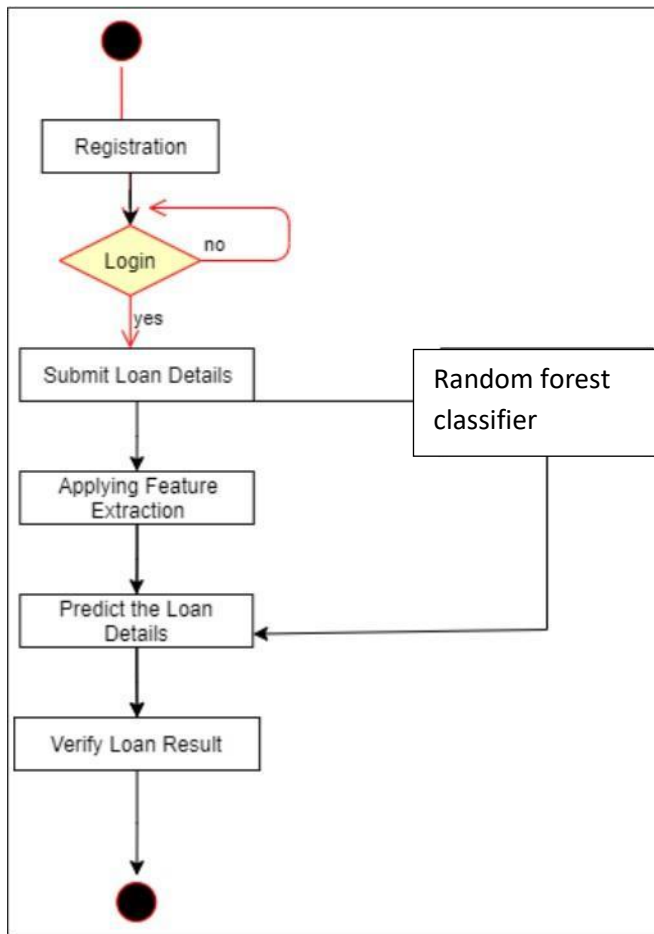 Registration
Login
no
yes
Submit Loan Details
Random forest
classifier
Applying Feature
Extraction
Predict the Loan
Details
Verify Loan Result